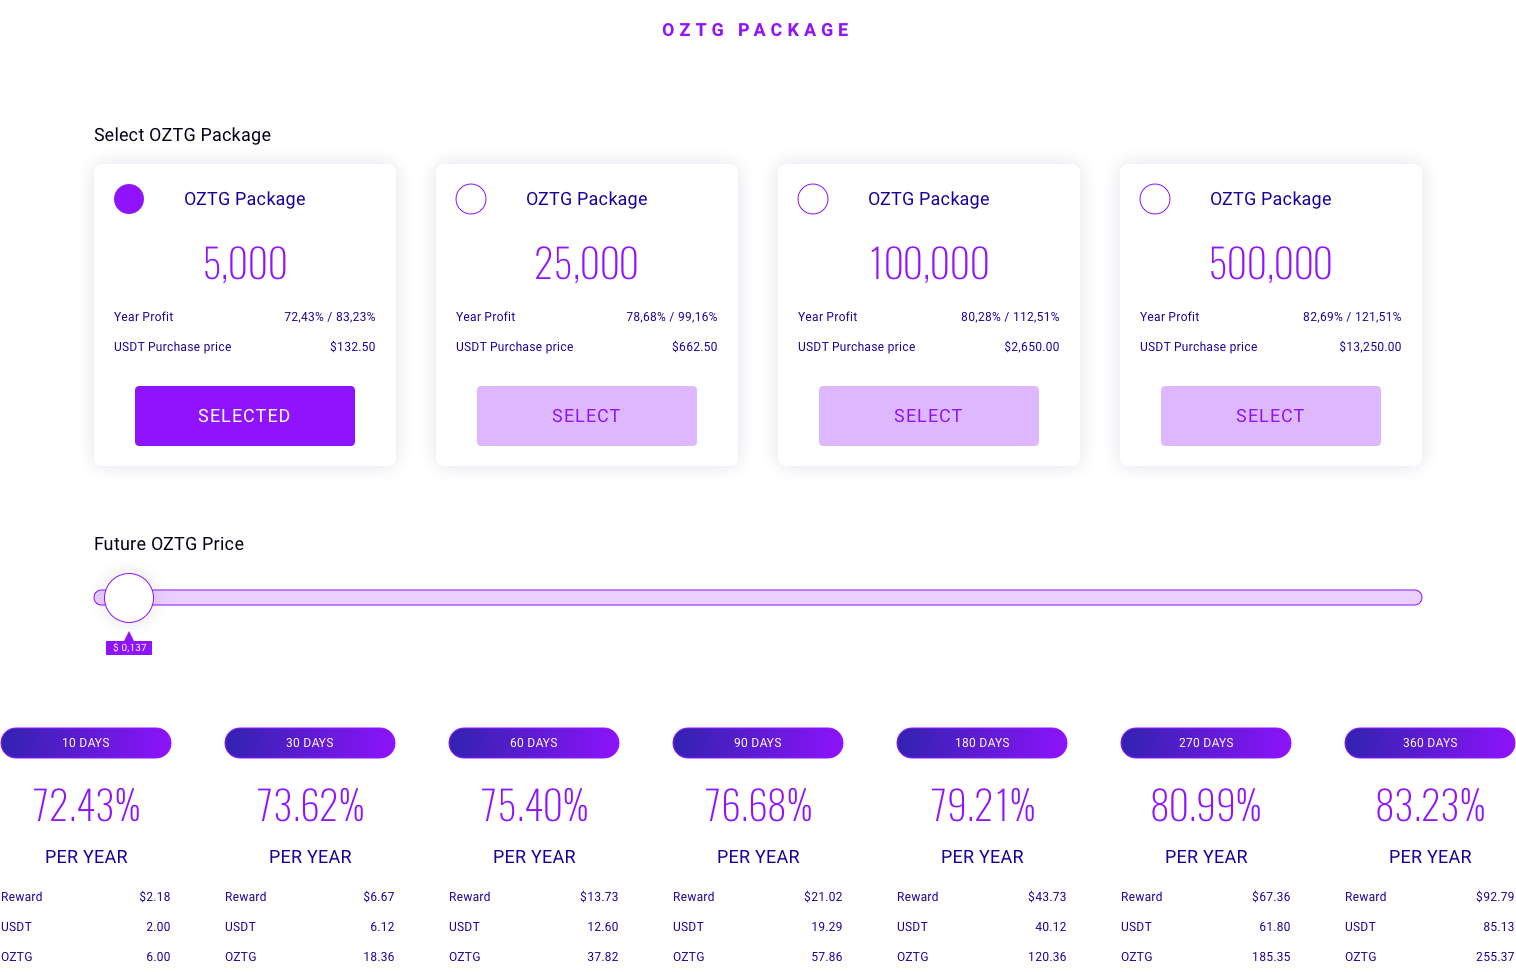 OZTG PACKAGE
Select OZTG Package
OZTG Package OZTG Package OZTG Package OZTG Package
5,000 25,000 100,000 500,000
Year Profit 72,43% / 83,23% Year Profit 78,68% / 99,16% Year Profit 80,28% / 112,51% Year Profit 82,69% / 121,51%
USDT Purchase price $132.50 USDT Purchase price $662.50 USDT Purchase price $2,650.00 USDT Purchase price $13,250.00
SELECTED SELECT SELECT SELECT
Future OZTG Price
$ 0,137
10 DAYS 30 DAYS 60 DAYS 90 DAYS 180 DAYS 270 DAYS 360 DAYS
72.43% 73.62% 75.40% 76.68% 79.21% 80.99% 83.23%
PER YEAR PER YEAR PER YEAR PER YEAR PER YEAR PER YEAR PER YEAR
Reward $2.18 Reward $6.67 Reward $13.73 Reward $21.02 Reward $43.73 Reward $67.36 Reward $92.79
USDT 2.00 USDT 6.12 USDT 12.60 USDT 19.29 USDT 40.12 USDT 61.80 USDT 85.13
OZTG 6.00 OZTG 18.36 OZTG 37.82 OZTG 57.86 OZTG 120.36 OZTG 185.35 OZTG 255.37